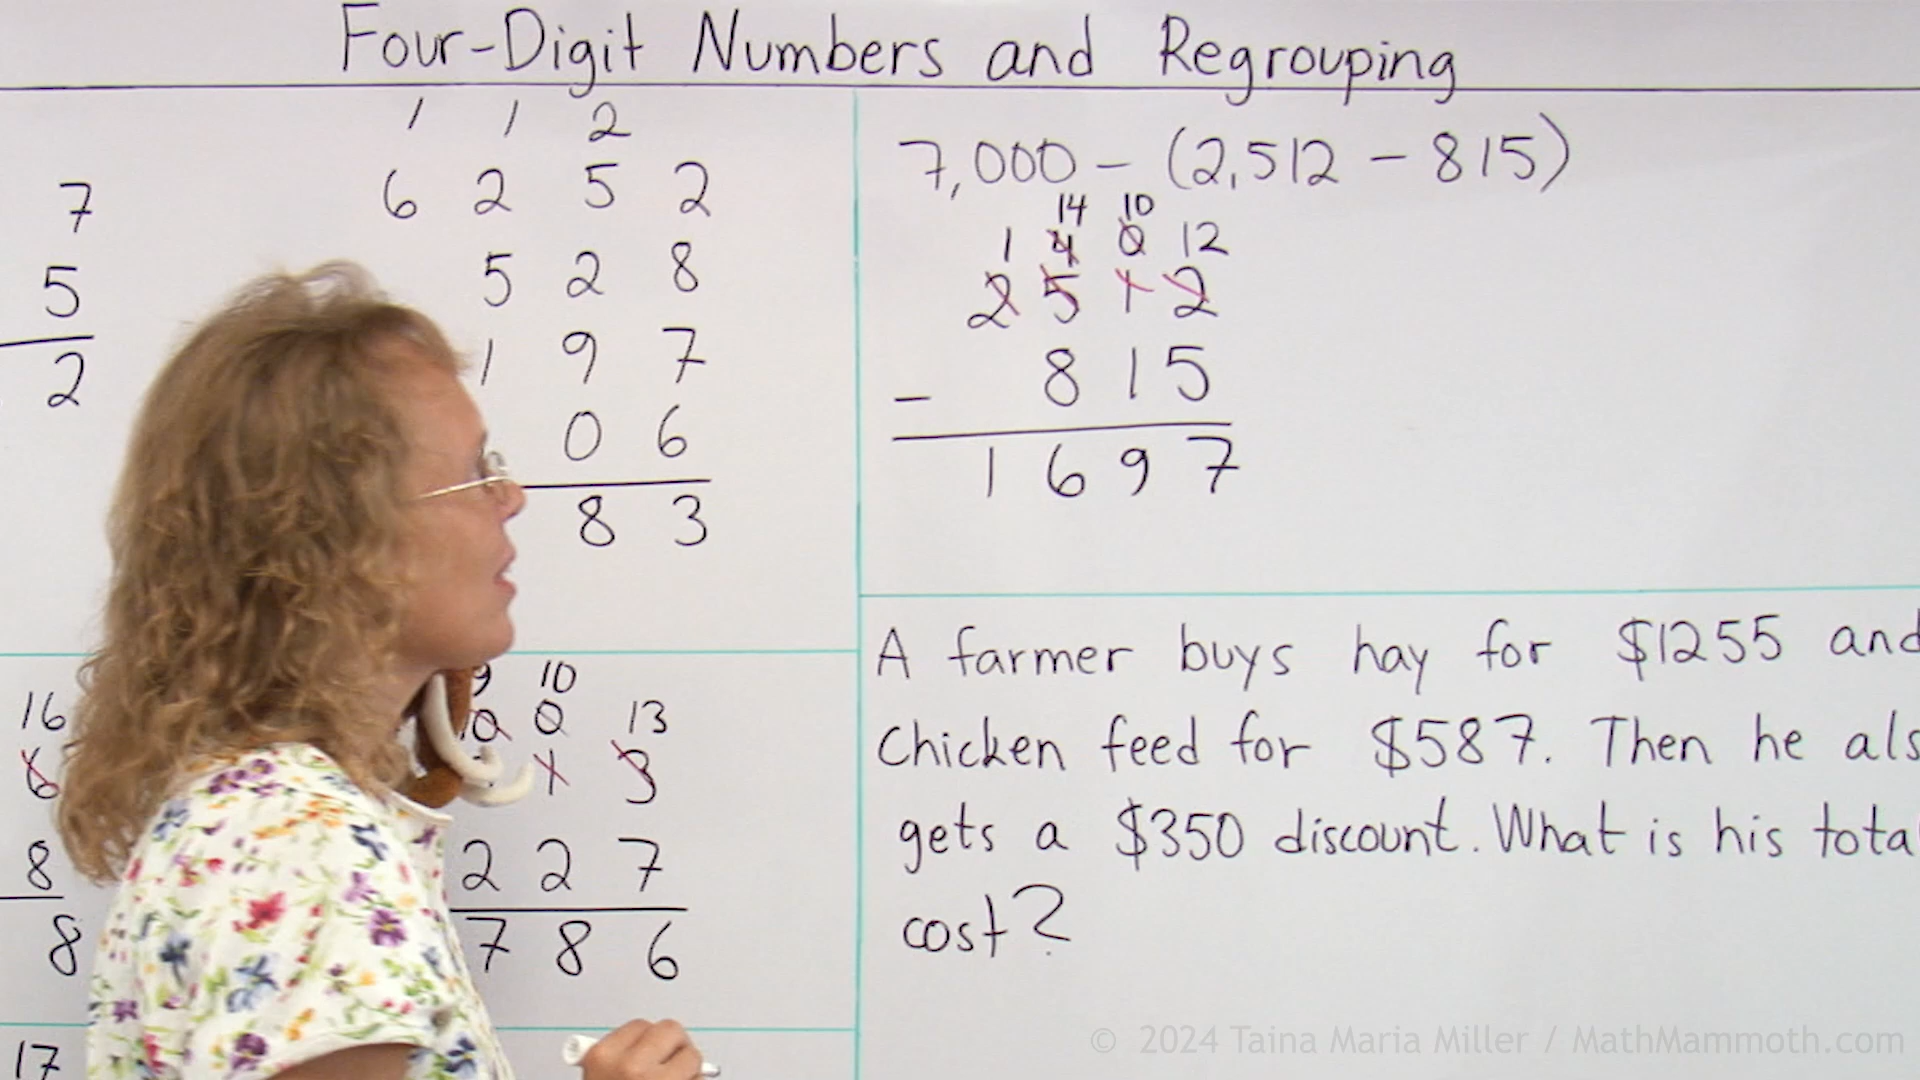 Four-Digit Numbers and Regrouping
7
5
2
1 1 2
6 2 5 2
5 2 8
1 9 7
0 6
8 3
7,000 - (2,512 - 815)
14 10
1 4 0 12
2 5 1 2
- 8 1 5
1 6 9 7
16
6
8
8
17
9 10
10 0 13
1 3
2 2 7
7 8 6
A farmer buys hay for $1255 and
chicken feed for $587. Then he als
gets a $350 discount. What is his tota
cost?
© 2024 Taina Maria Miller / MathMammoth.com